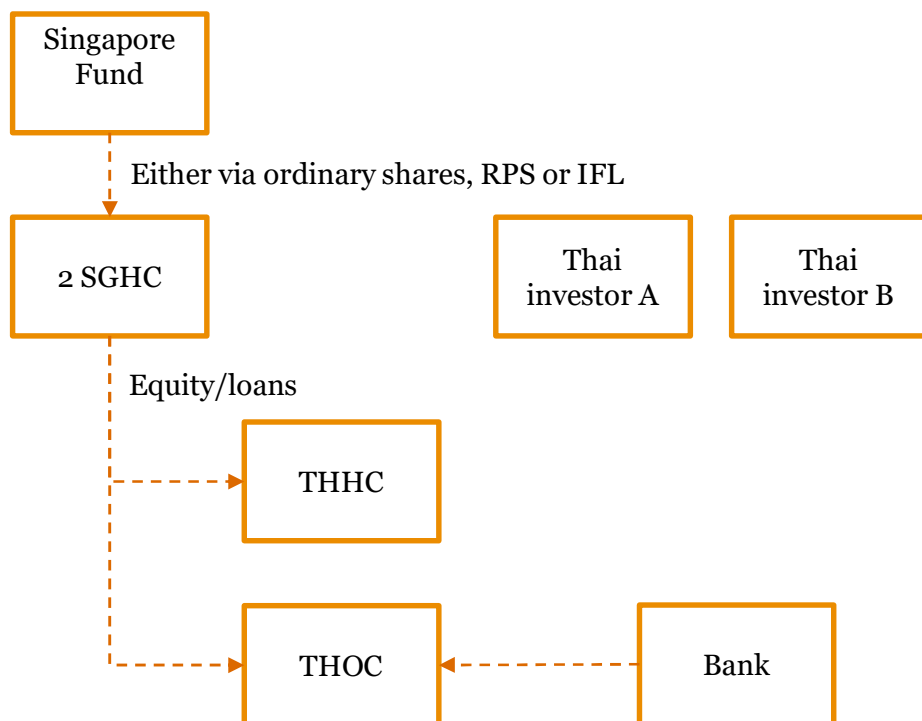 Singapore
Fund
Either via ordinary shares, RPS or IFL
2 SGHC
Thai
investor A
Thai
investor B
Equity/loans
THHC
THOC
Bank